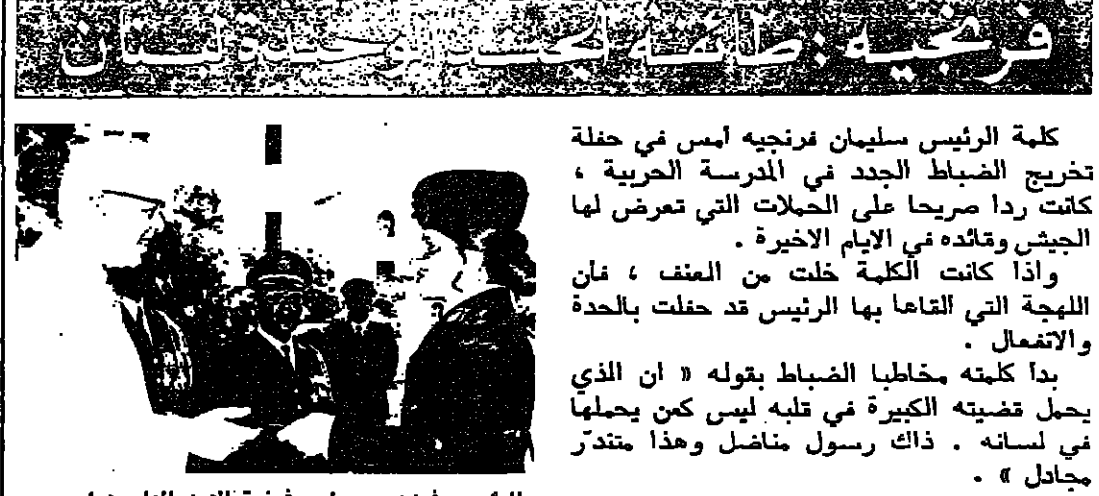 فرنجيه : طائفة الجيش الوحيدة لبنان
كلمة الرئيس سليمان فرنجيه أمس في حفلة
تخريج الضباط الجدد في المدرسة الحربية ،
كانت ردا صريحا على الحملات التي تعرض لها
الجيش وقائده في الايام الاخيرة .
واذا كانت الكلمة خلت من العنف ، فأن
اللهجة التي القاها بها الرئيس قد حفلت بالحدة
والانفعال .
بدأ كلمته مخاطبا الضباط بقوله « ان الذي
يحمل قضيته الكبيرة في قلبه ليس كمن يحملها
في لسانه . ذاك رسول مناضل وهذا متندّر
مجادل » .